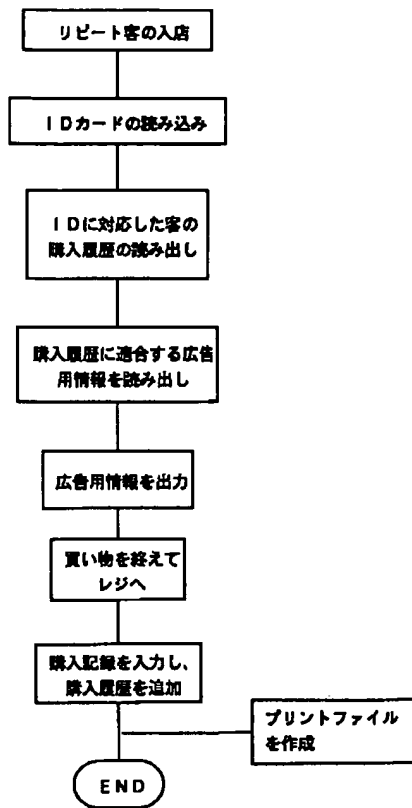 リピート客の入店
IDカードの読み込み
IDに対応した客の
購入履歴の読み出し
購入履歴に適合する広告
用情報を読み出し
広告用情報を出力
買い物を終えて
レジへ
購入記録を入力し、
購入履歴を追加
プリントファイル
を作成
END